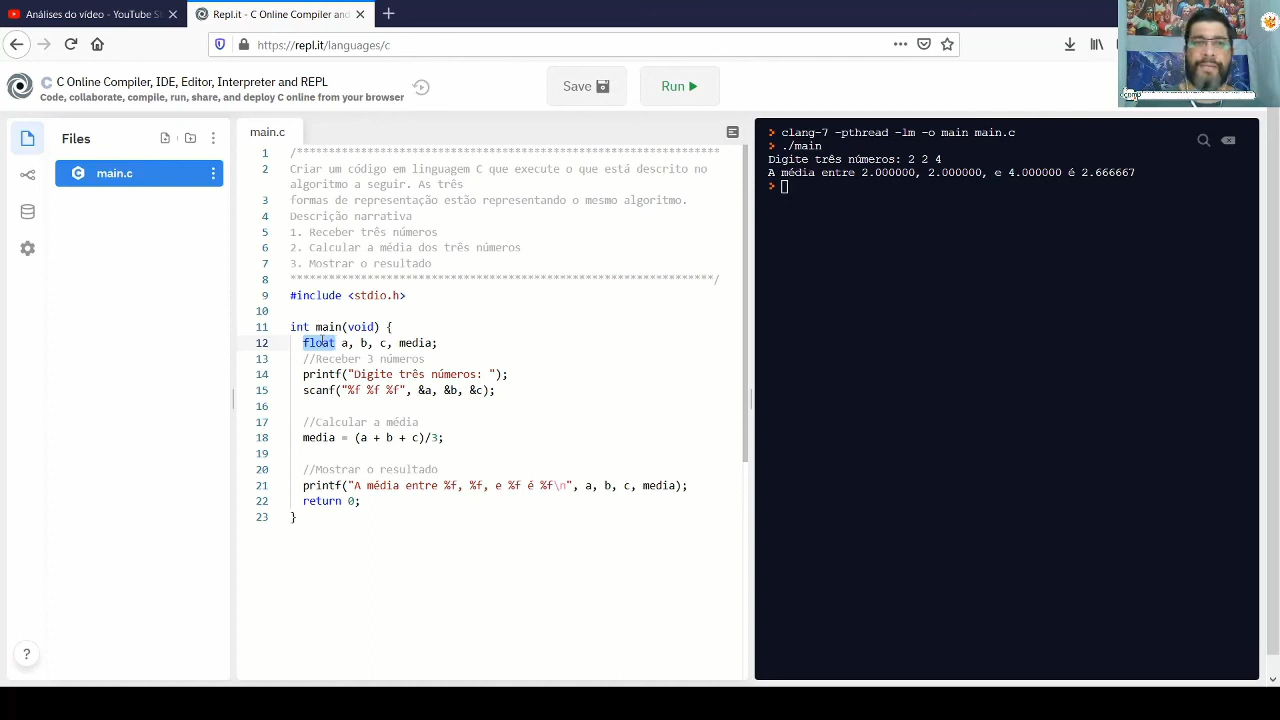 Análises do vídeo - YouTube S
Repl.it - C Online Compiler and
https://repl.it/languages/c
C Online Compiler, IDE, Editor, Interpreter and REPL
Code, collaborate, compile, run, share, and deploy C online from your browser
Save
Run
Files
main.c
main.c
1 /******************************************************************
2 Criar um código em linguagem C que execute o que está descrito no
algoritmo a seguir. As três
3 formas de representação estão representando o mesmo algoritmo.
4 Descrição narrativa
5 1. Receber três números
6 2. Calcular a média dos três números
7 3. Mostrar o resultado
8 ******************************************************************/
9 #include <stdio.h>
10
11 int main(void) {
12 float a, b, c, media;
13 //Receber 3 números
14 printf("Digite três números: ");
15 scanf("%f %f %f", &a, &b, &c);
16
17 //Calcular a média
18 media = (a + b + c)/3;
19
20 //Mostrar o resultado
21 printf("A média entre %f, %f, e %f é %f\n", a, b, c, media);
22 return 0;
23 }
clang-7 -pthread -lm -o main main.c
./main
Digite três números: 2 2 4
A média entre 2.000000, 2.000000, e 4.000000 é 2.666667
?